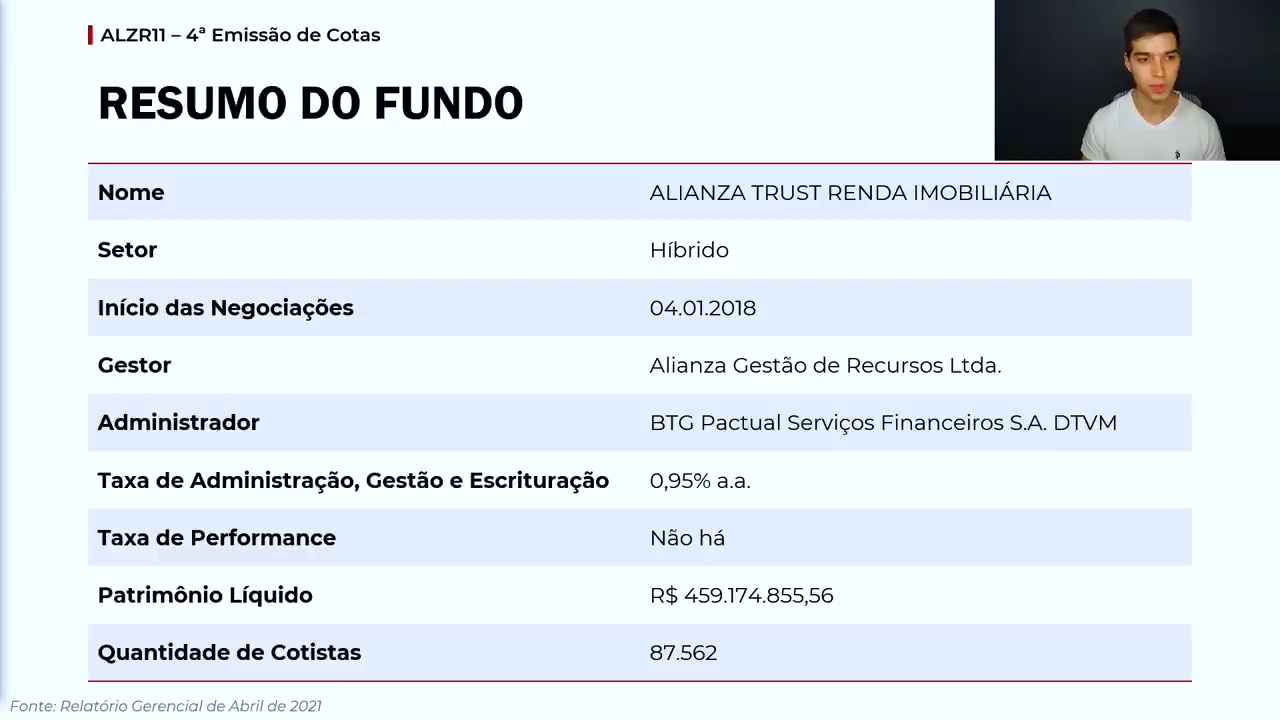 ALZR11 – 4ª Emissão de Cotas
RESUMO DO FUNDO
Nome ALIANZA TRUST RENDA IMOBILIÁRIA
Setor Híbrido
Início das Negociações 04.01.2018
Gestor Alianza Gestão de Recursos Ltda.
Administrador BTG Pactual Serviços Financeiros S.A. DTVM
Taxa de Administração, Gestão e Escrituração 0,95% a.a.
Taxa de Performance Não há
Patrimônio Líquido R$ 459.174.855,56
Quantidade de Cotistas 87.562
Fonte: Relatório Gerencial de Abril de 2021